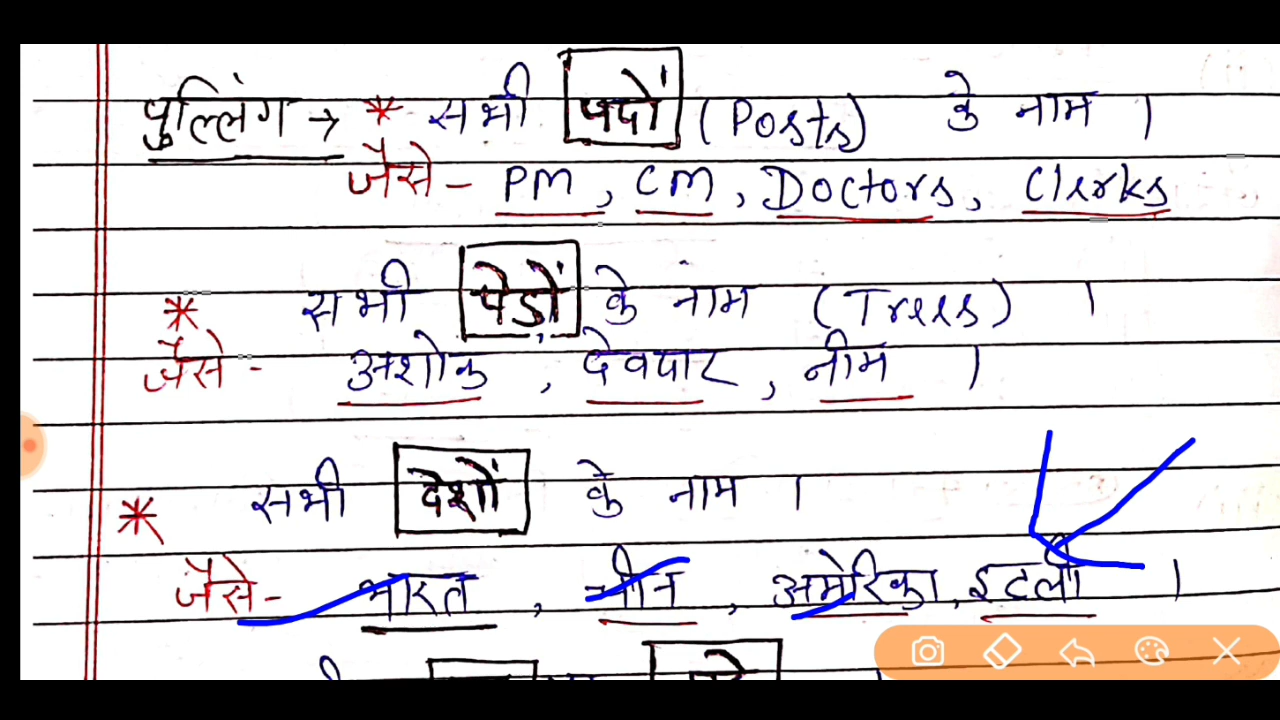 पुल्लिंग → * सभी पदों (Posts) के नाम ।
जैसे - PM, CM, Doctors, Clerks
* सभी पेडों के नाम (Trees) ।
जैसे - अशोक, देवदार, नीम ।
* सभी देशों के नाम ।
जैसे - भारत, चीन, अमेरिका, इटली ।